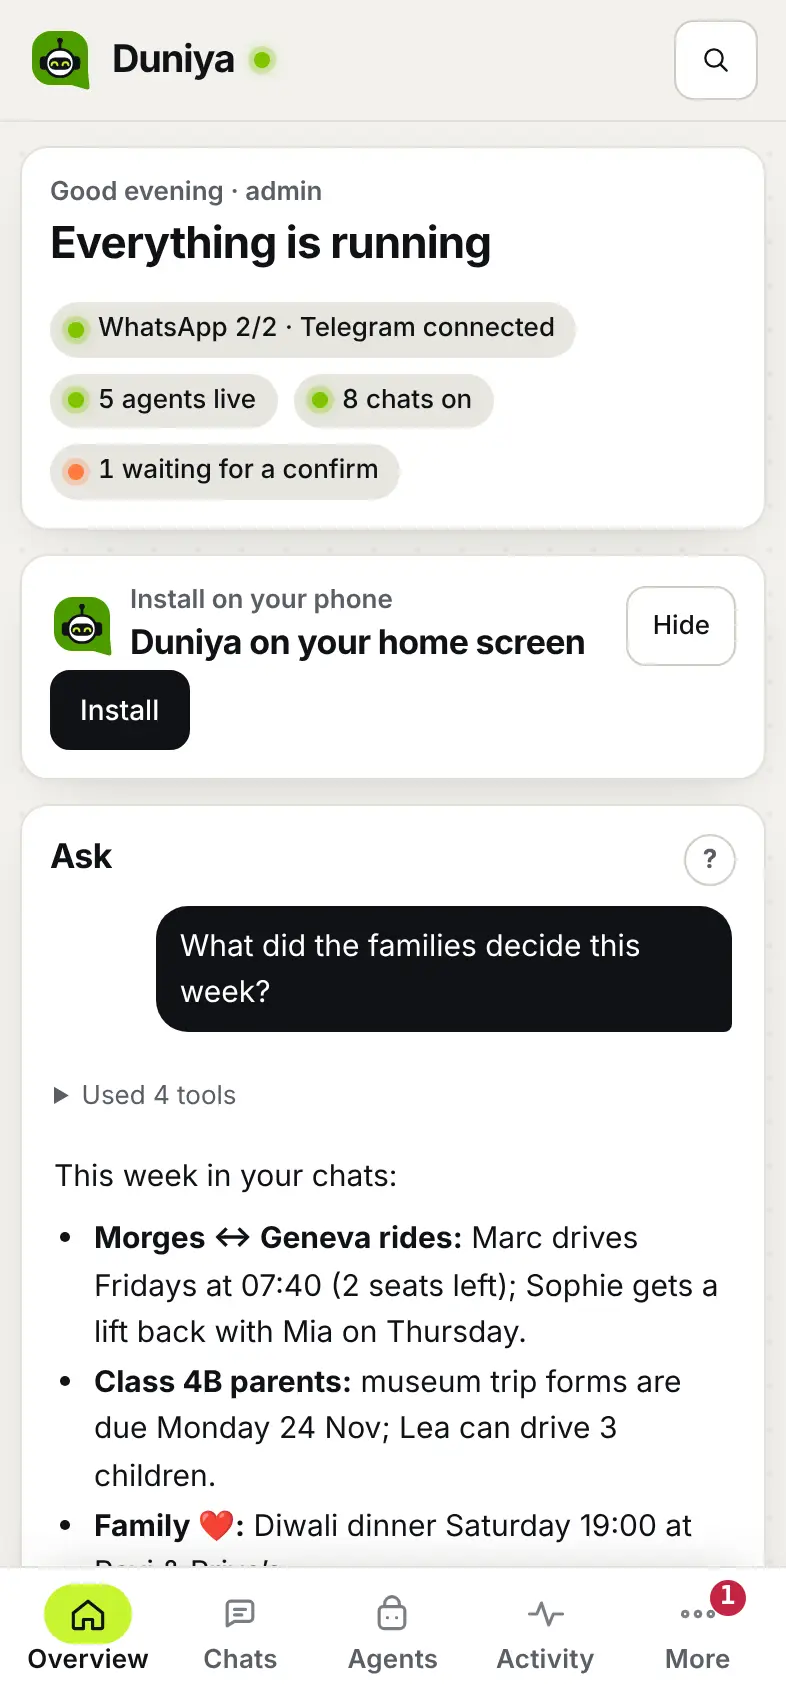 Duniya
Good evening · admin
Everything is running
WhatsApp 2/2 · Telegram connected
5 agents live
8 chats on
1 waiting for a confirm
Install on your phone
Duniya on your home screen
Hide
Install
Ask
?
What did the families decide this
week?
▶ Used 4 tools
This week in your chats:
• Morges ↔ Geneva rides: Marc drives
Fridays at 07:40 (2 seats left); Sophie gets a
lift back with Mia on Thursday.
• Class 4B parents: museum trip forms are
due Monday 24 Nov; Lea can drive 3
children.
• Family ❤️: Diwali dinner Saturday 19:00 at
Overview
Chats
Agents
Activity
More
1